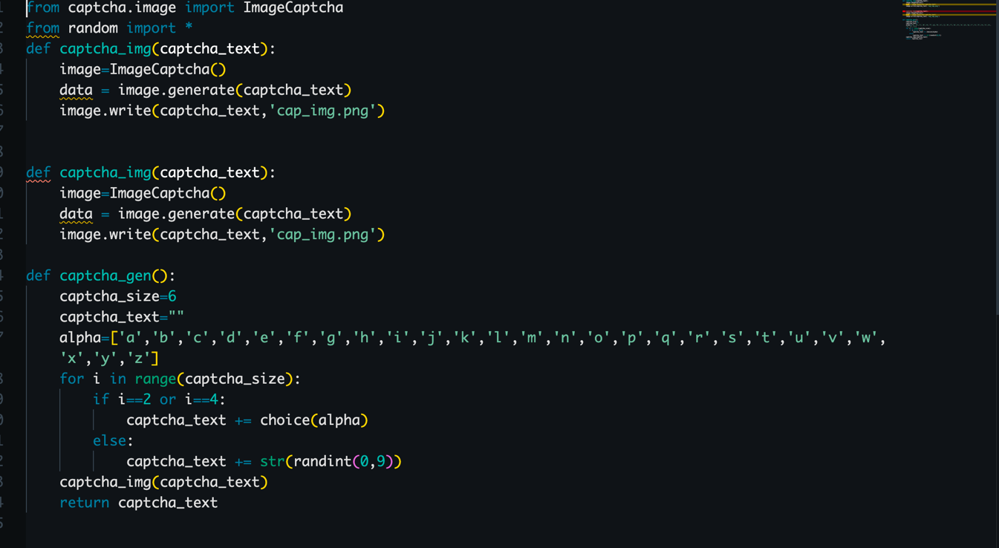 from captcha.image import ImageCaptcha
from random import *
def captcha_img(captcha_text):
    image=ImageCaptcha()
    data = image.generate(captcha_text)
    image.write(captcha_text,'cap_img.png')
def captcha_img(captcha_text):
    image=ImageCaptcha()
    data = image.generate(captcha_text)
    image.write(captcha_text,'cap_img.png')
def captcha_gen():
    captcha_size=6
    captcha_text=""
    alpha=['a','b','c','d','e','f','g','h','i','j','k','l','m','n','o','p','q','r','s','t','u','v','w',
    'x','y','z']
    for i in range(captcha_size):
        if i==2 or i==4:
            captcha_text += choice(alpha)
        else:
            captcha_text += str(randint(0,9))
    captcha_img(captcha_text)
    return captcha_text